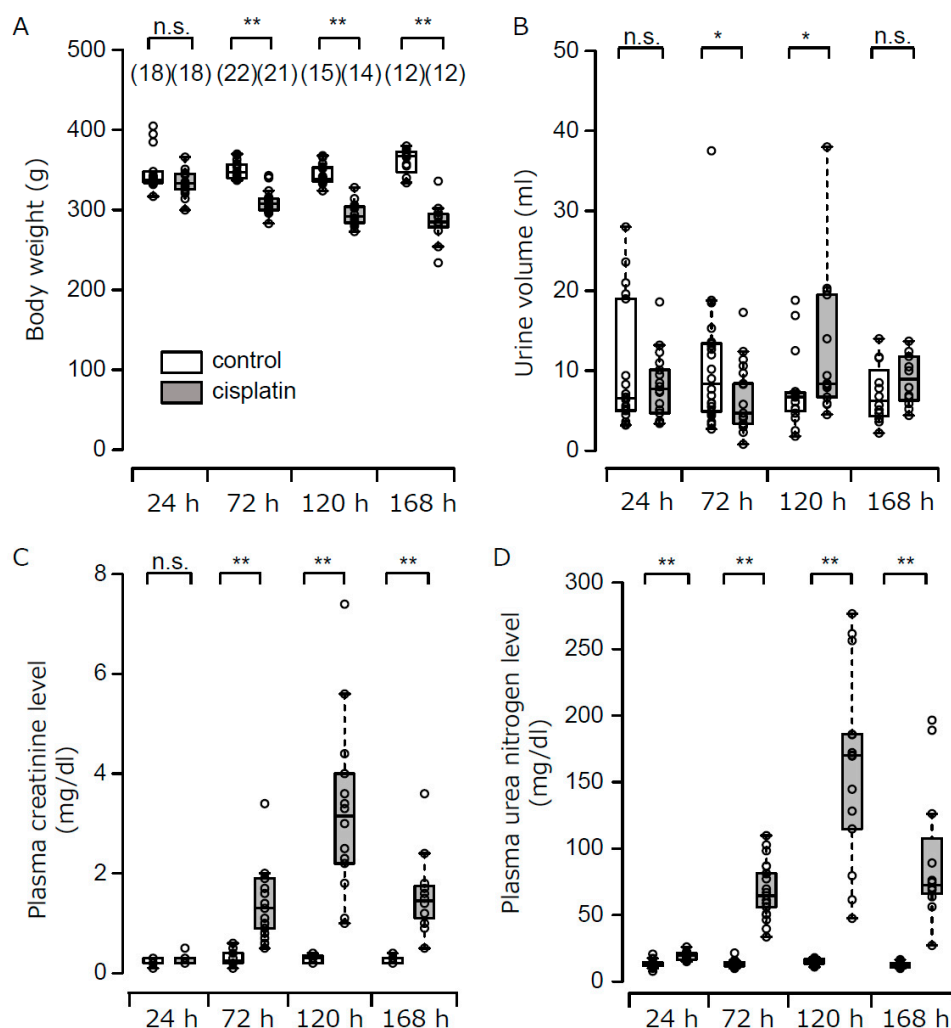 A
n.s.
**
**
**
500
(18)(18) (22)(21) (15)(14) (12)(12)
400
300
200
100
0
Body weight (g)
control
cisplatin
24 h
72 h
120 h
168 h
B
n.s.
*
*
n.s.
50
40
30
20
10
0
Urine volume (ml)
24 h
72 h
120 h
168 h
C
n.s.
**
**
**
8
6
4
2
0
Plasma creatinine level
(mg/dl)
24 h
72 h
120 h
168 h
D
**
**
**
**
300
250
200
150
100
50
0
Plasma urea nitrogen level
(mg/dl)
24 h
72 h
120 h
168 h